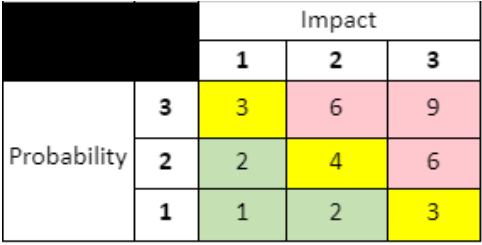 Impact
1 2 3
3 3 6 9
Probability 2 2 4 6
1 1 2 3